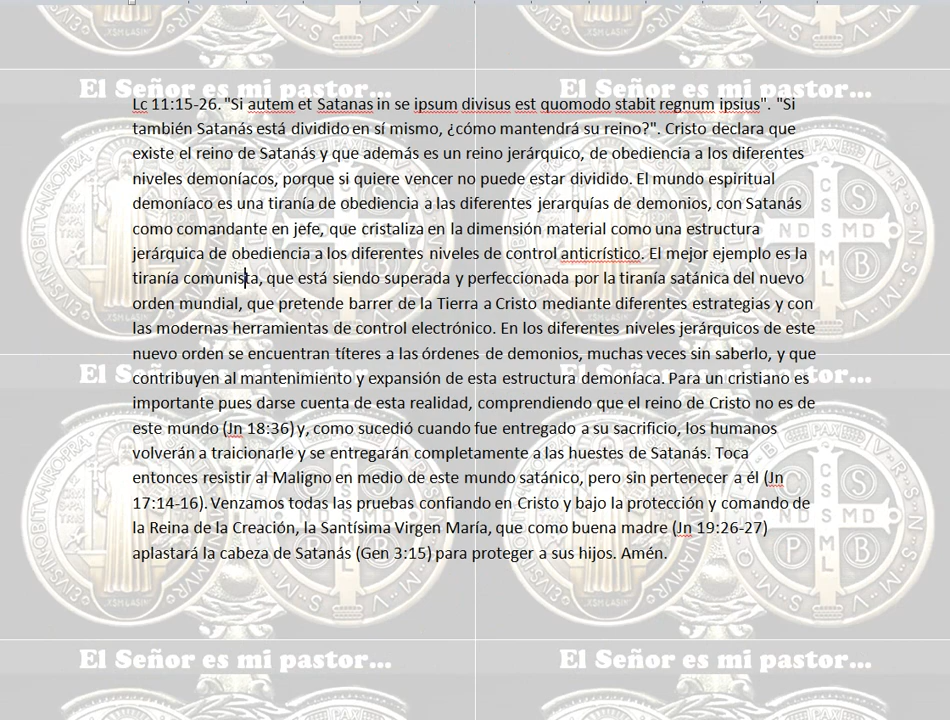 El Señor es mi pastor...
El Señor es mi pastor...
Lc 11:15-26. "Si autem et Satanas in se ipsum divisus est quomodo stabit regnum ipsius". "Si
también Satanás está dividido en sí mismo, ¿cómo mantendrá su reino?". Cristo declara que
existe el reino de Satanás y que además es un reino jerárquico, de obediencia a los diferentes
niveles demoníacos, porque si quiere vencer no puede estar dividido. El mundo espiritual
demoníaco es una tiranía de obediencia a las diferentes jerarquías de demonios, con Satanás
como comandante en jefe, que cristaliza en la dimensión material como una estructura
jerárquica de obediencia a los diferentes niveles de control anticrístico. El mejor ejemplo es la
tiranía comunista, que está siendo superada y perfeccionada por la tiranía satánica del nuevo
orden mundial, que pretende barrer de la Tierra a Cristo mediante diferentes estrategias y con
las modernas herramientas de control electrónico. En los diferentes niveles jerárquicos de este
nuevo orden se encuentran títeres a las órdenes de demonios, muchas veces sin saberlo, y que
El Señor es mi pastor...
El Señor es mi pastor...
contribuyen al mantenimiento y expansión de esta estructura demoníaca. Para un cristiano es
importante pues darse cuenta de esta realidad, comprendiendo que el reino de Cristo no es de
este mundo (Jn 18:36) y, como sucedió cuando fue entregado a su sacrificio, los humanos
volverán a traicionarle y se entregarán completamente a las huestes de Satanás. Toca
entonces resistir al Maligno en medio de este mundo satánico, pero sin pertenecer a él (Jn
17:14-16). Venzamos todas las pruebas confiando en Cristo y bajo la protección y comando de
la Reina de la Creación, la Santísima Virgen María, que como buena madre (Jn 19:26-27)
aplastará la cabeza de Satanás (Gen 3:15) para proteger a sus hijos. Amén.
El Señor es mi pastor...
El Señor es mi pastor...